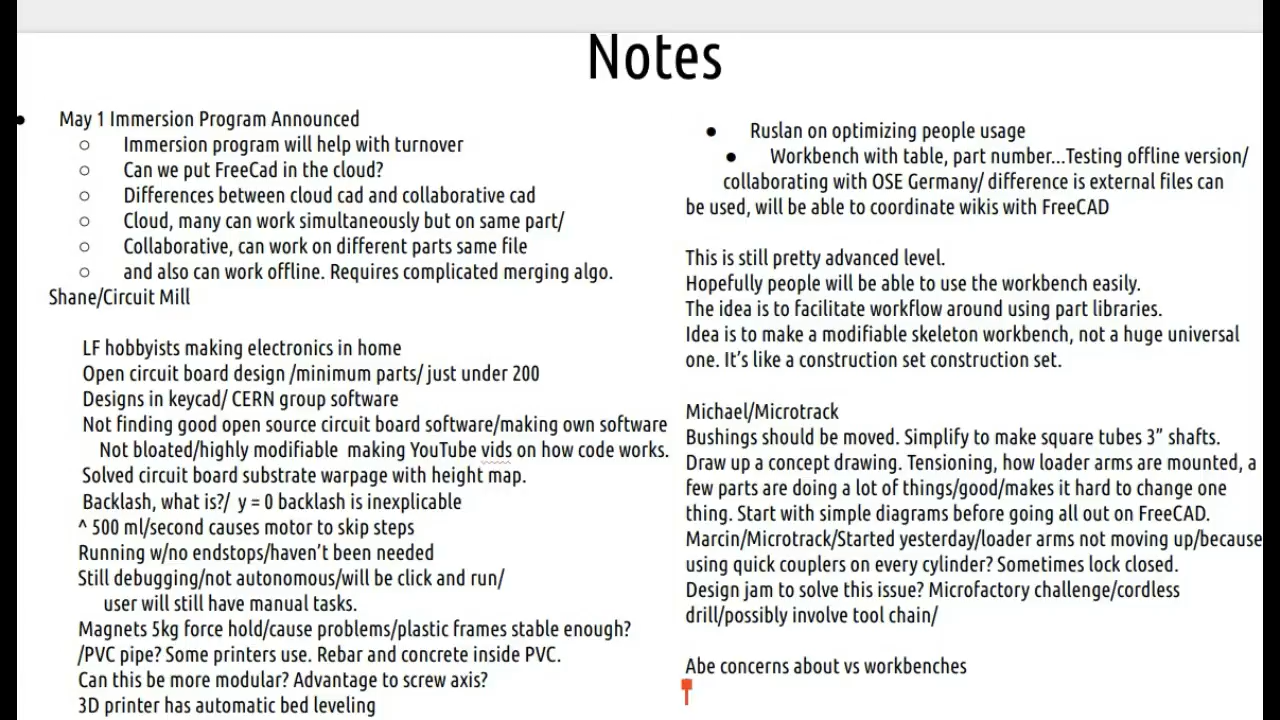 Notes
● May 1 Immersion Program Announced
○ Immersion program will help with turnover
○ Can we put FreeCad in the cloud?
○ Differences between cloud cad and collaborative cad
○ Cloud, many can work simultaneously but on same part/
○ Collaborative, can work on different parts same file
○ and also can work offline. Requires complicated merging algo.
Shane/Circuit Mill
LF hobbyists making electronics in home
Open circuit board design /minimum parts/ just under 200
Designs in keycad/ CERN group software
Not finding good open source circuit board software/making own software
Not bloated/highly modifiable making YouTube vids on how code works.
Solved circuit board substrate warpage with height map.
Backlash, what is?/ y = 0 backlash is inexplicable
^ 500 ml/second causes motor to skip steps
Running w/no endstops/haven't been needed
Still debugging/not autonomous/will be click and run/
user will still have manual tasks.
Magnets 5kg force hold/cause problems/plastic frames stable enough?
/PVC pipe? Some printers use. Rebar and concrete inside PVC.
Can this be more modular? Advantage to screw axis?
3D printer has automatic bed leveling
● Ruslan on optimizing people usage
● Workbench with table, part number...Testing offline version/
collaborating with OSE Germany/ difference is external files can
be used, will be able to coordinate wikis with FreeCAD
This is still pretty advanced level.
Hopefully people will be able to use the workbench easily.
The idea is to facilitate workflow around using part libraries.
Idea is to make a modifiable skeleton workbench, not a huge universal
one. It's like a construction set construction set.
Michael/Microtrack
Bushings should be moved. Simplify to make square tubes 3" shafts.
Draw up a concept drawing. Tensioning, how loader arms are mounted, a
few parts are doing a lot of things/good/makes it hard to change one
thing. Start with simple diagrams before going all out on FreeCAD.
Marcin/Microtrack/Started yesterday/loader arms not moving up/because
using quick couplers on every cylinder? Sometimes lock closed.
Design jam to solve this issue? Microfactory challenge/cordless
drill/possibly involve tool chain/
Abe concerns about vs workbenches